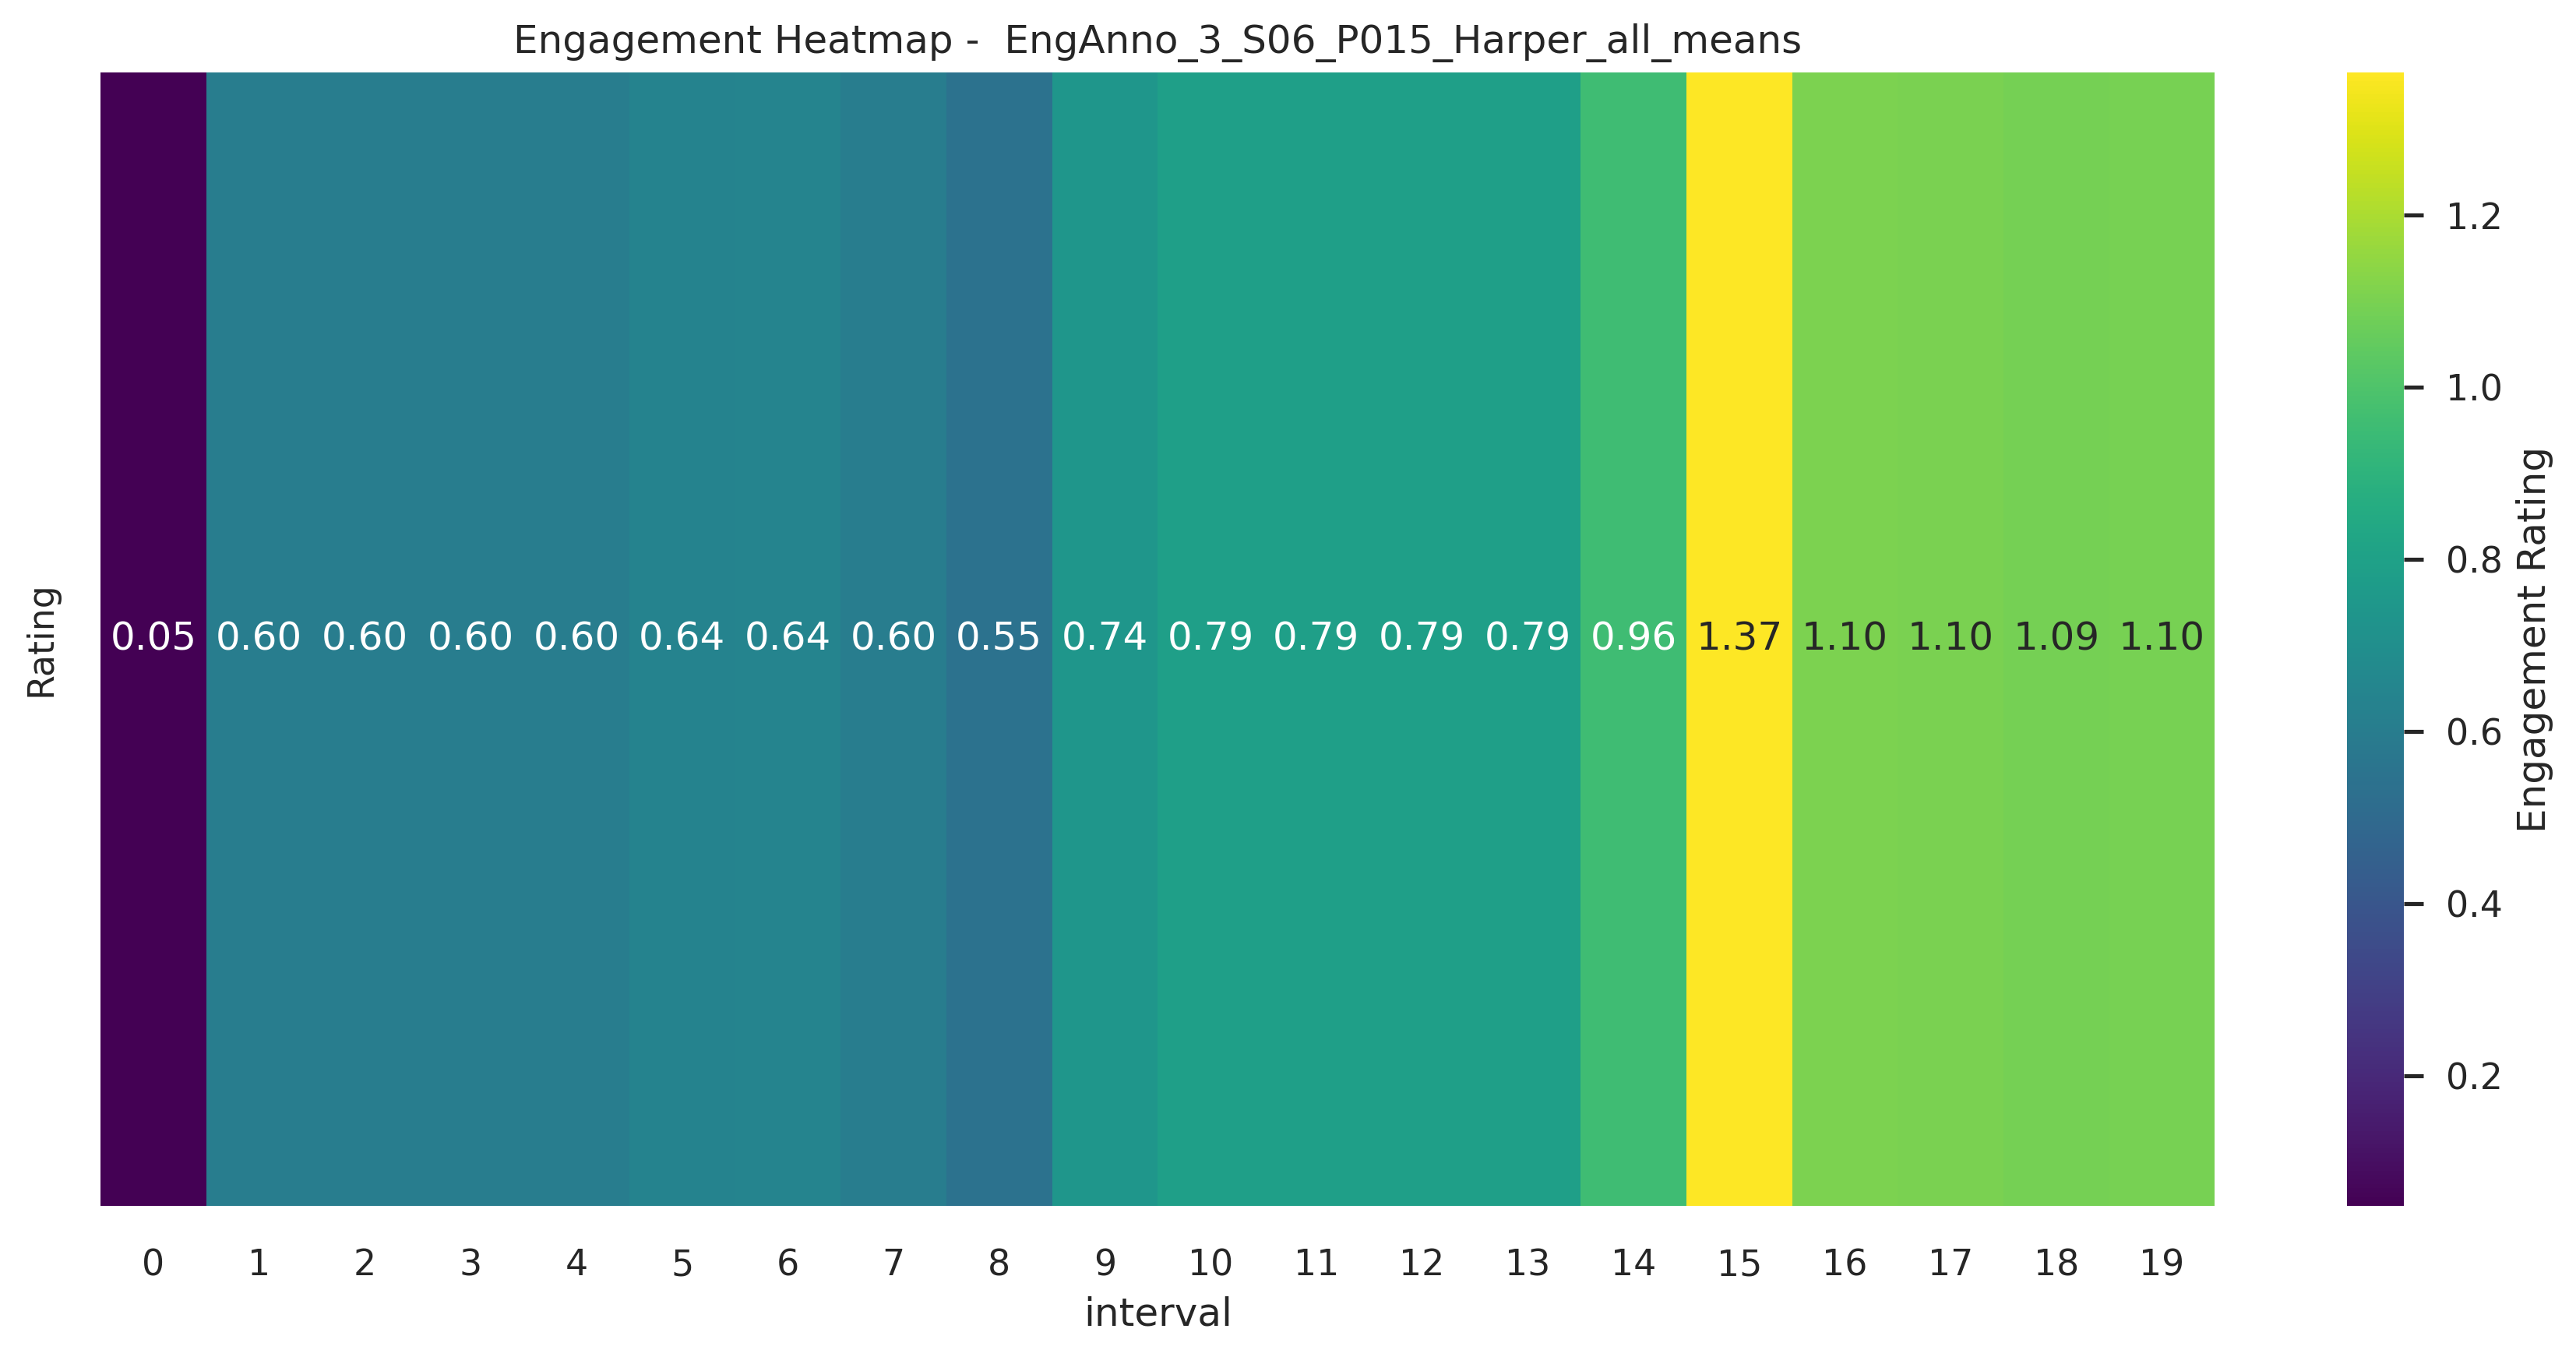 Engagement Heatmap -  EngAnno_3_S06_P015_Harper_all_means
Rating
0.05 0.60 0.60 0.60 0.60 0.64 0.64 0.60 0.55 0.74 0.79 0.79 0.79 0.79 0.96 1.37 1.10 1.10 1.09 1.10
0 1 2 3 4 5 6 7 8 9 10 11 12 13 14 15 16 17 18 19
interval
1.2
1.0
0.8
0.6
0.4
0.2
Engagement Rating